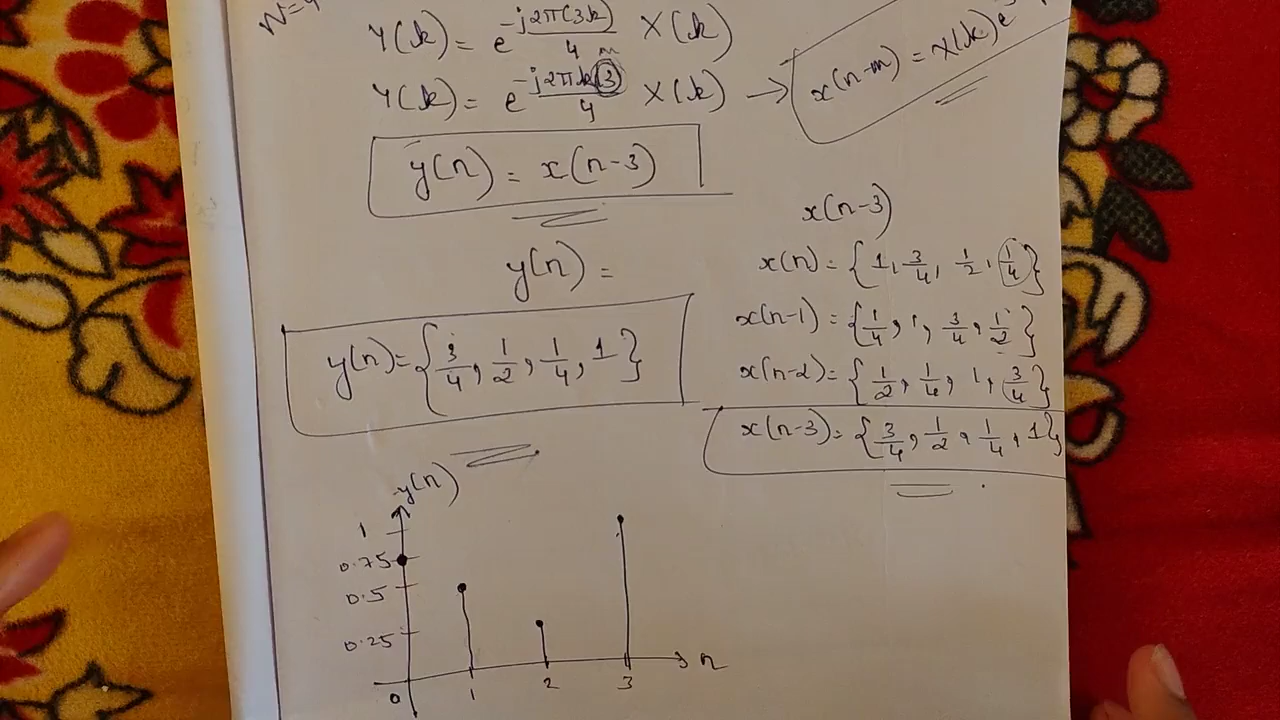 N=4
Y(k) = e^{-j2π(3k)/4} X(k)
Y(k) = e^{-j2πk(3)/4} X(k) → x(n-m) = X(k) e
m
y(n) = x(n-3)
y(n) =
y(n) = {3/4, 1/2, 1/4, 1}
x(n-3)
x(n) = {1, 3/4, 1/2, 1/4}
x(n-1) = {1/4, 1, 3/4, 1/2}
x(n-2) = {1/2, 1/4, 1, 3/4}
x(n-3) = {3/4, 1/2, 1/4, 1}
y(n)
1
0.75
0.5
0.25
0 1 2 3 n